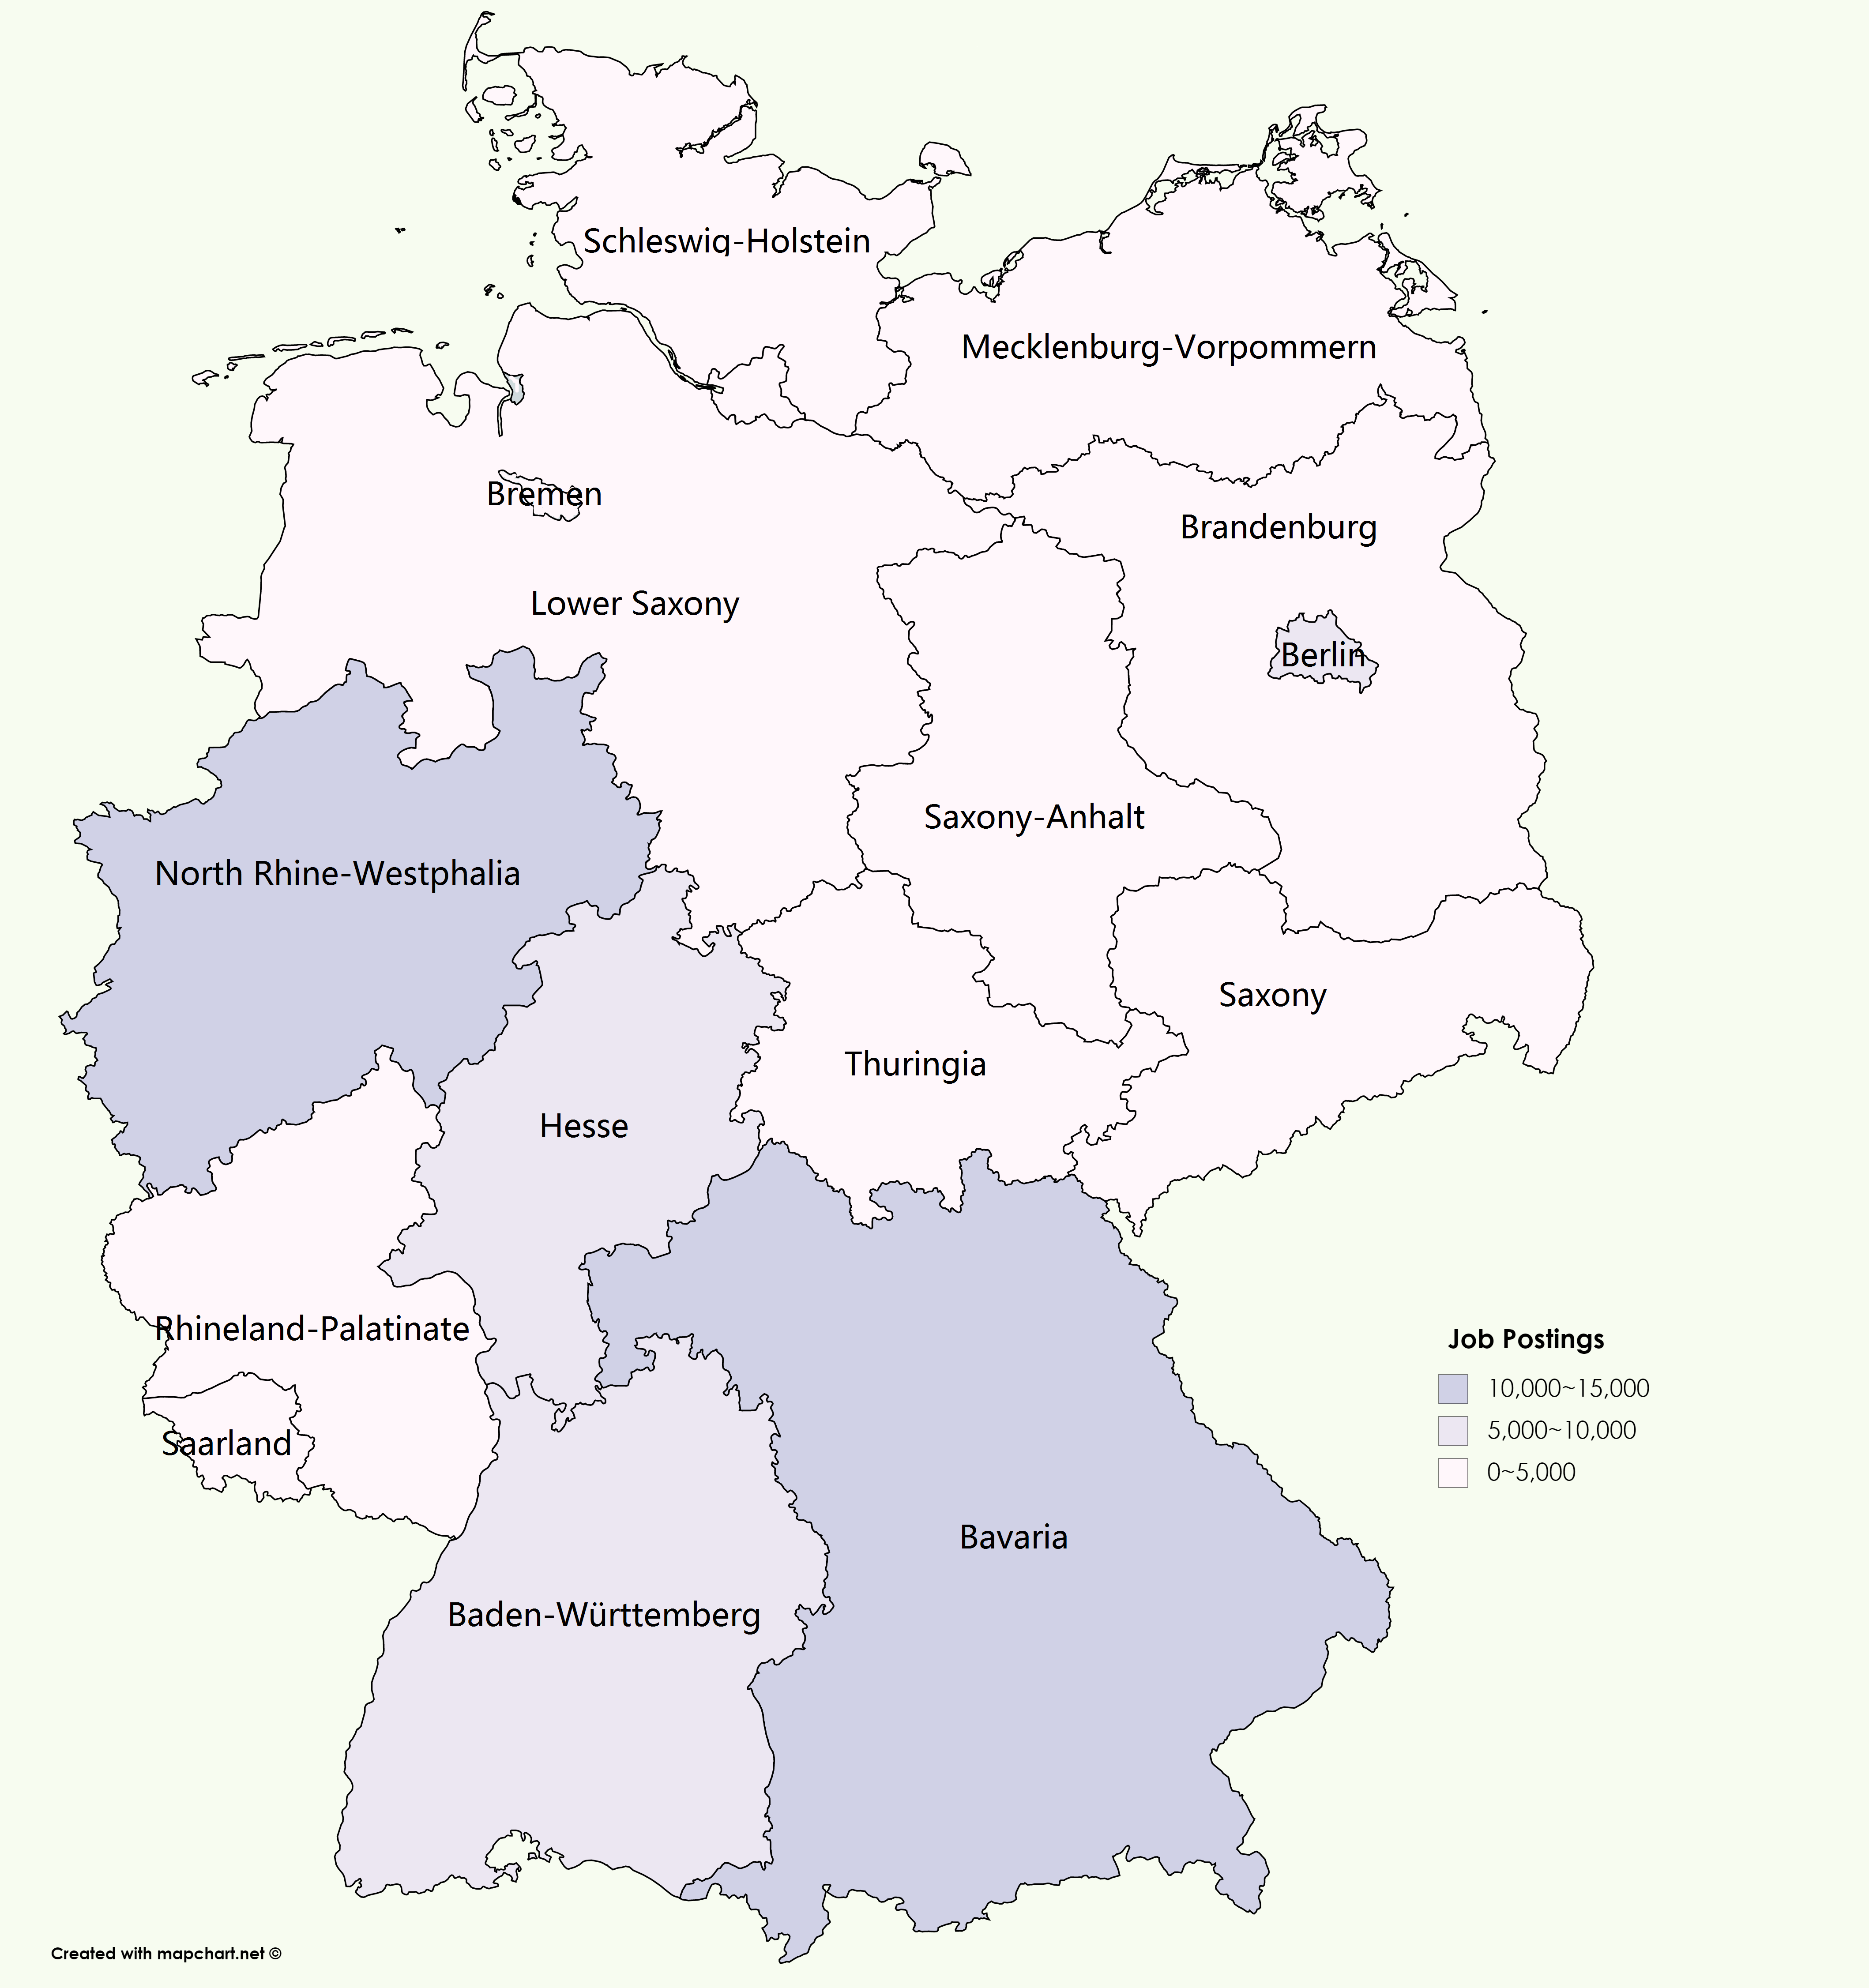 Schleswig-Holstein
Mecklenburg-Vorpommern
Bremen
Brandenburg
Lower Saxony
Berlin
Saxony-Anhalt
North Rhine-Westphalia
Saxony
Thuringia
Hesse
Rhineland-Palatinate
Job Postings
10,000~15,000
5,000~10,000
0~5,000
Saarland
Bavaria
Baden-Württemberg
Created with mapchart.net ©